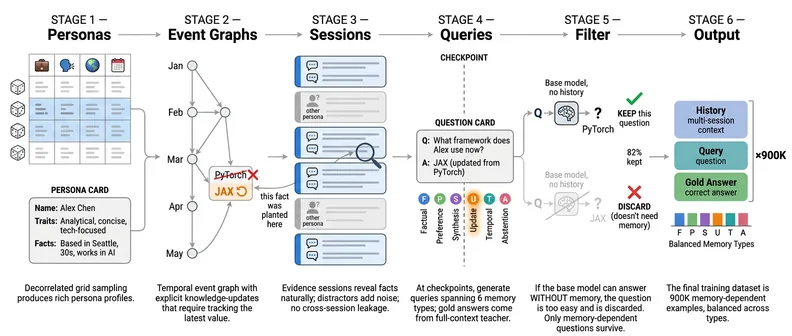 STAGE 1 —
Personas
STAGE 2 —
Event Graphs
STAGE 3 —
Sessions
STAGE 4 —
Queries
STAGE 5 —
Filter
STAGE 6 —
Output
PERSONA CARD
Name: Alex Chen
Traits: Analytical, concise,
tech-focused
Facts: Based in Seattle,
30s, works in AI
Decorrelated grid sampling
produces rich persona profiles.
Jan
Feb
Mar
Apr
May
PyTorch
JAX
this fact
was
planted
here
Temporal event graph with
explicit knowledge-updates
that require tracking the
latest value.
other
persona
other
persona
Evidence sessions reveal facts
naturally; distractors add noise;
no cross-session leakage.
CHECKPOINT
QUESTION CARD
Q: What framework does
Alex use now?
A: JAX (updated from
PyTorch)
F P S U T A
Factual
Preference
Synthesis
Update
Temporal
Abstention
At checkpoints, generate
queries spanning 6 memory
types; gold answers come
from full-context teacher.
Base model,
no history
Q
?
PyTorch
KEEP this
question
82%
kept
Base model,
no history
Q
?
JAX
DISCARD
(doesn't need
memory)
If the base model can answer
WITHOUT memory, the question
is too easy and is discarded.
Only memory-dependent
questions survive.
History
multi-session
context
Query
question
Gold Answer
correct answer
×900K
F P S U T A
Balanced Memory Types
The final training dataset is
900K memory-dependent
examples, balanced across
types.